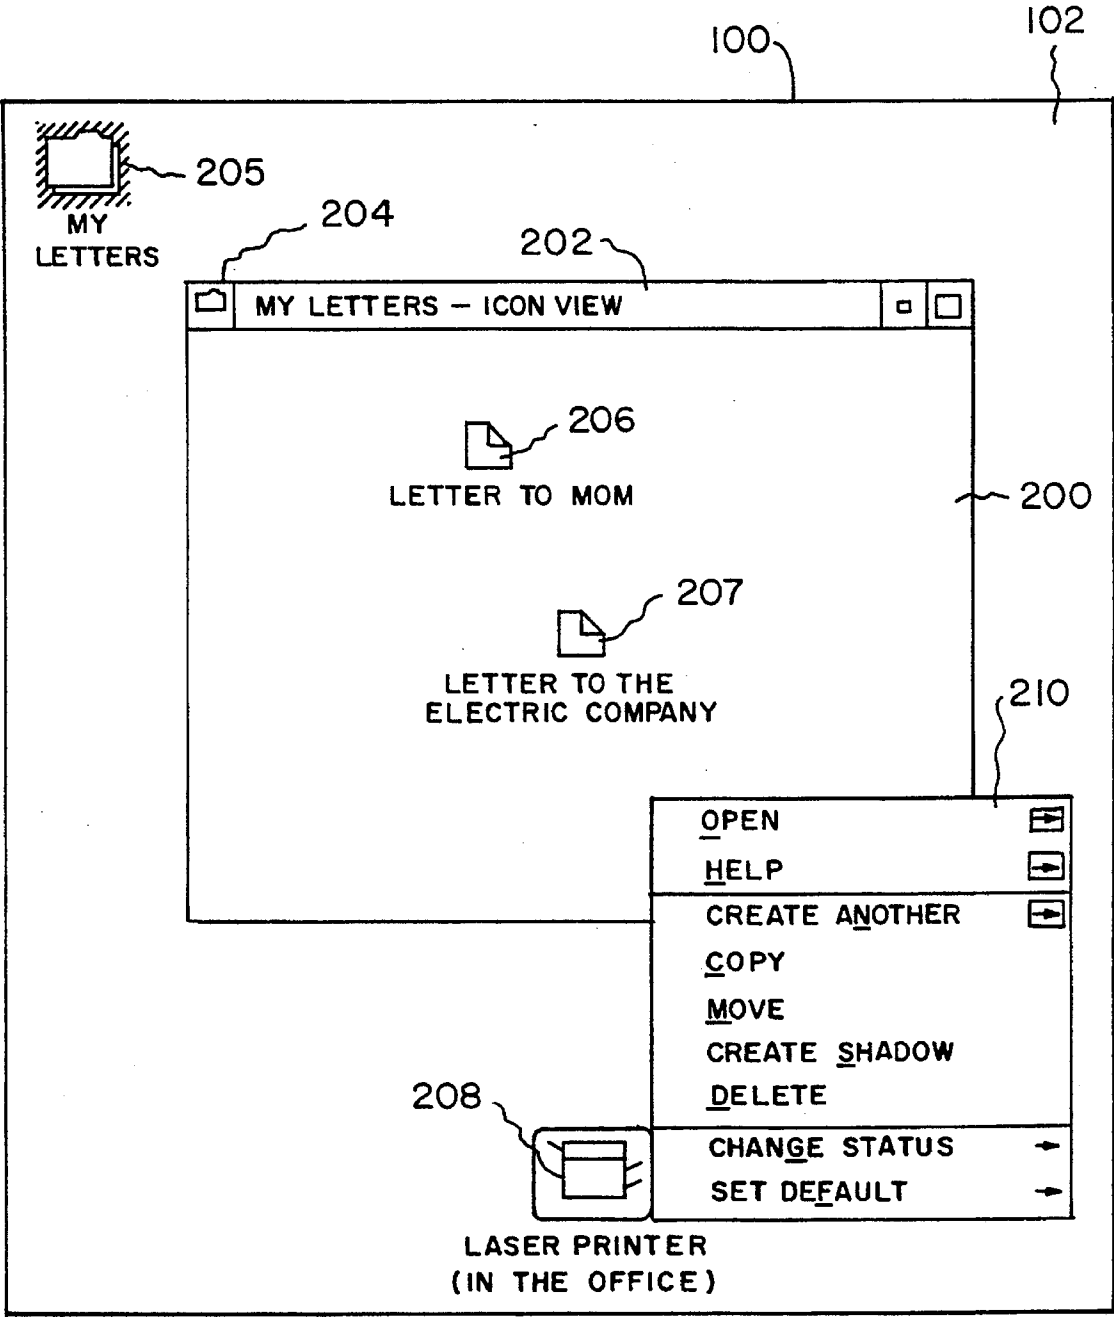 102
100
205
MY
LETTERS
204
202
MY LETTERS — ICON VIEW
206
LETTER TO MOM
200
207
LETTER TO THE
ELECTRIC COMPANY
210
OPEN
HELP
CREATE ANOTHER
COPY
MOVE
CREATE SHADOW
DELETE
CHANGE STATUS
SET DEFAULT
208
LASER PRINTER
(IN THE OFFICE)